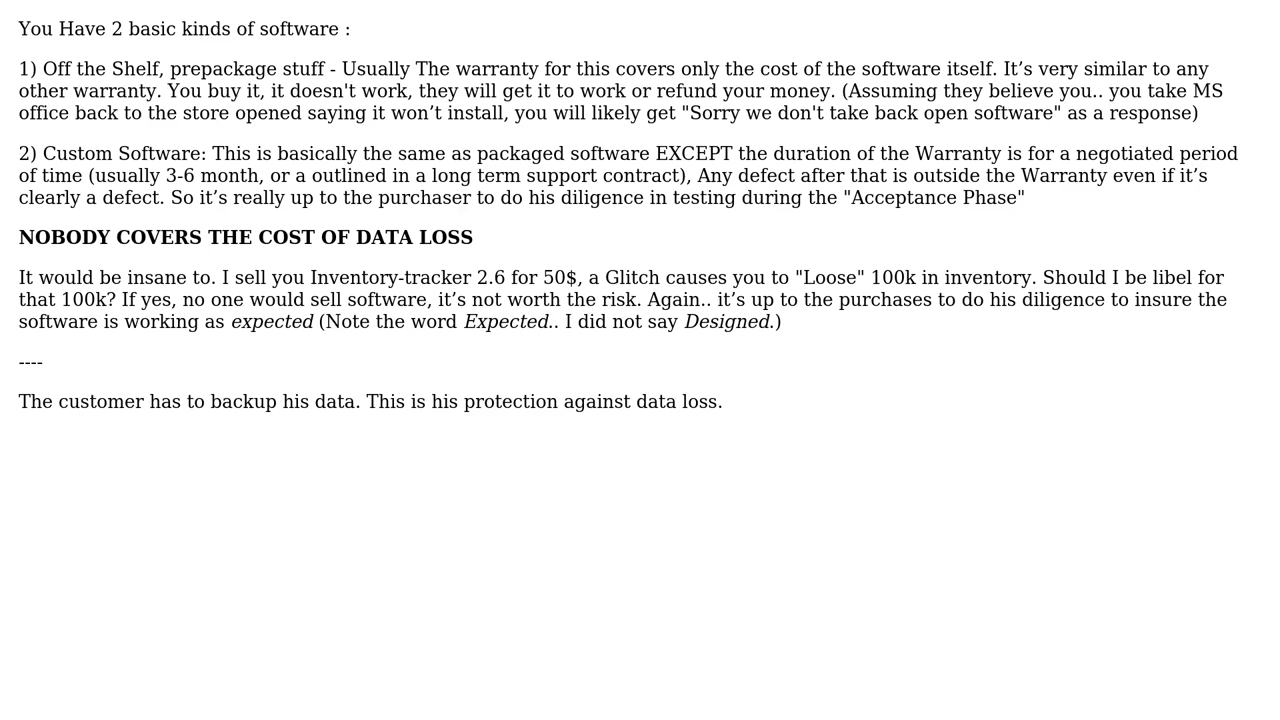 You Have 2 basic kinds of software :
1) Off the Shelf, prepackage stuff - Usually The warranty for this covers only the cost of the software itself. It’s very similar to any
other warranty. You buy it, it doesn't work, they will get it to work or refund your money. (Assuming they believe you.. you take MS
office back to the store opened saying it won’t install, you will likely get "Sorry we don't take back open software" as a response)
2) Custom Software: This is basically the same as packaged software EXCEPT the duration of the Warranty is for a negotiated period
of time (usually 3-6 month, or a outlined in a long term support contract), Any defect after that is outside the Warranty even if it’s
clearly a defect. So it’s really up to the purchaser to do his diligence in testing during the "Acceptance Phase"
NOBODY COVERS THE COST OF DATA LOSS
It would be insane to. I sell you Inventory-tracker 2.6 for 50$, a Glitch causes you to "Loose" 100k in inventory. Should I be libel for
that 100k? If yes, no one would sell software, it’s not worth the risk. Again.. it’s up to the purchases to do his diligence to insure the
software is working as expected (Note the word Expected.. I did not say Designed.)
----
The customer has to backup his data. This is his protection against data loss.